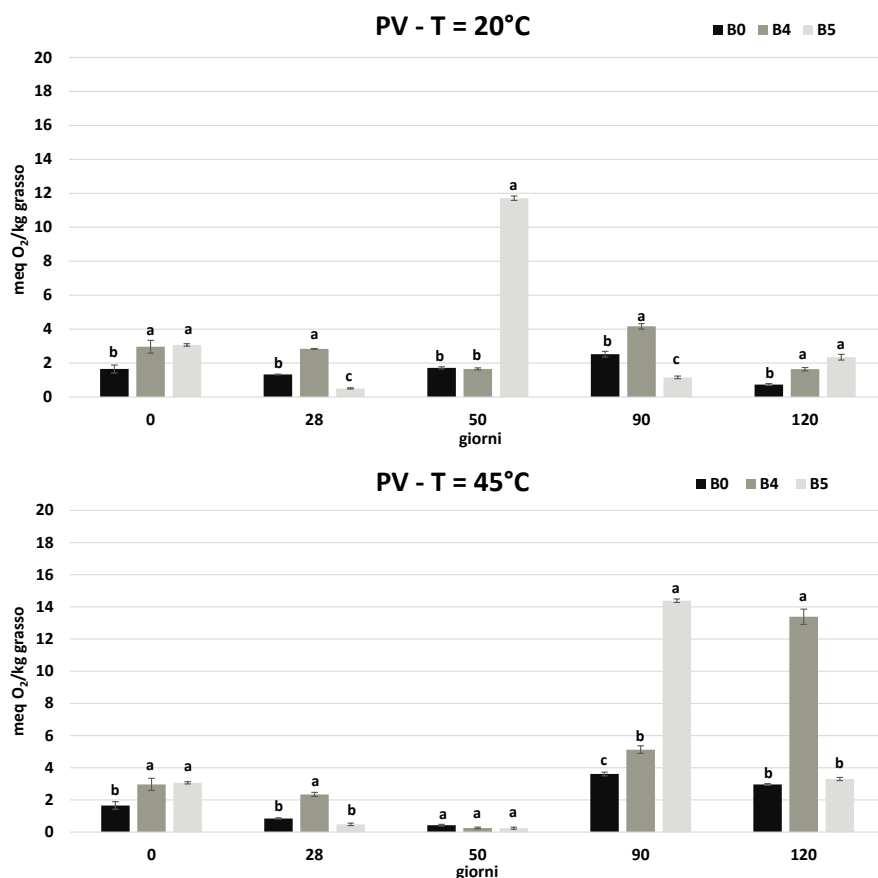 PV - T = 20°C
B0 B4 B5
20
18
16
14
12
10
8
6
4
2
0
meq O₂/kg grasso
b a a
b a c
b b a
b a c
b a a
0 28 50 90 120
giorni
PV - T = 45°C
B0 B4 B5
20
18
16
14
12
10
8
6
4
2
0
meq O₂/kg grasso
b a a
b a b
a a a
c b a
b a b
0 28 50 90 120
giorni